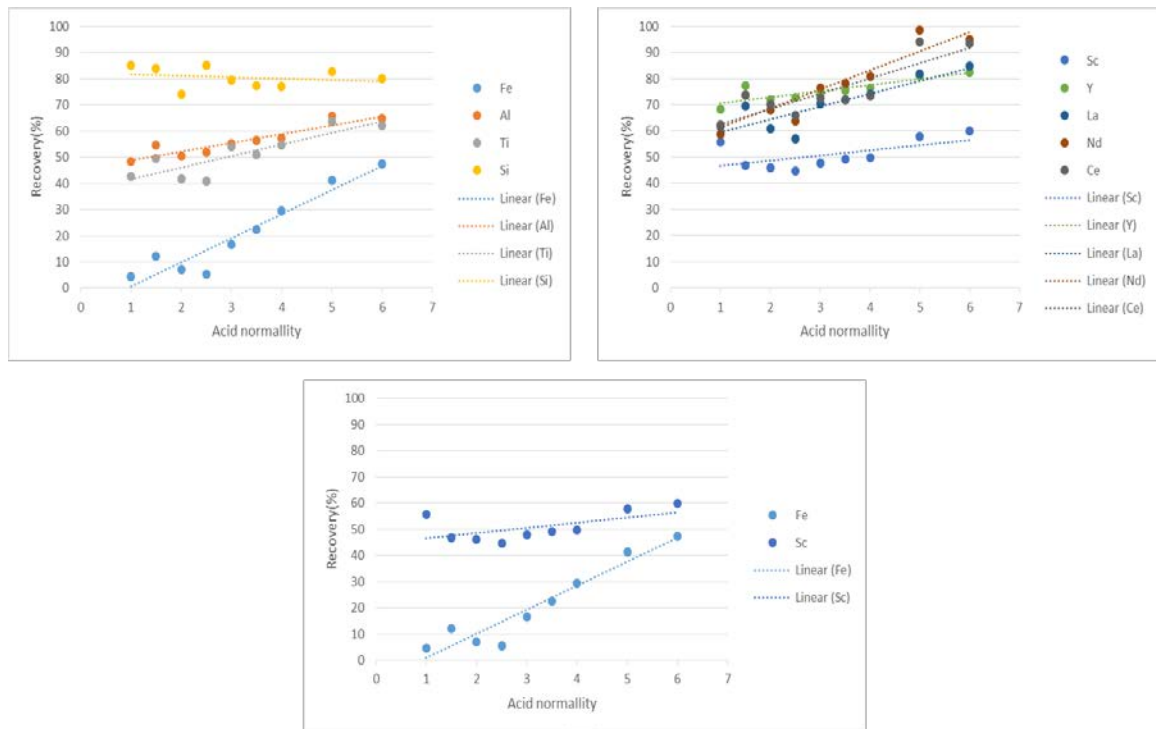 100
90
80
70
60
50
40
30
20
10
0
Recovery(%)
0 1 2 3 4 5 6 7
Acid normallity
Fe
Al
Ti
Si
Linear (Fe)
Linear (Al)
Linear (Ti)
Linear (Si)
100
90
80
70
60
50
40
30
20
10
0
Recovery(%)
0 1 2 3 4 5 6 7
Acid normallity
Sc
Y
La
Nd
Ce
Linear (Sc)
Linear (Y)
Linear (La)
Linear (Nd)
Linear (Ce)
100
90
80
70
60
50
40
30
20
10
0
Recovery(%)
0 1 2 3 4 5 6 7
Acid normallity
Fe
Sc
Linear (Fe)
Linear (Sc)